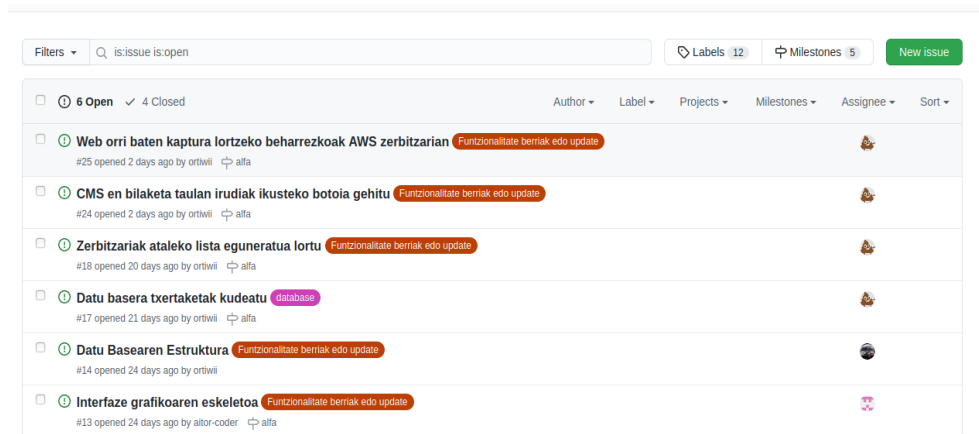 Filters is:issue is:open Labels 12 Milestones 5 New issue
6 Open 4 Closed Author Label Projects Milestones Assignee Sort
Web orri baten kaptura lortzeko beharrezkoak AWS zerbitzarian Funtzionalitate berriak edo update
#25 opened 2 days ago by ortiwii alfa
CMS en bilaketa taulan irudiak ikusteko botoia gehitu Funtzionalitate berriak edo update
#24 opened 2 days ago by ortiwii alfa
Zerbitzariak ataleko lista eguneratua lortu Funtzionalitate berriak edo update
#18 opened 20 days ago by ortiwii alfa
Datu basera txertaketak kudeatu database
#17 opened 21 days ago by ortiwii alfa
Datu Basearen Estruktura Funtzionalitate berriak edo update
#14 opened 24 days ago by ortiwii
Interfaze grafikoaren eskeletoa Funtzionalitate berriak edo update
#13 opened 24 days ago by aitor-coder alfa